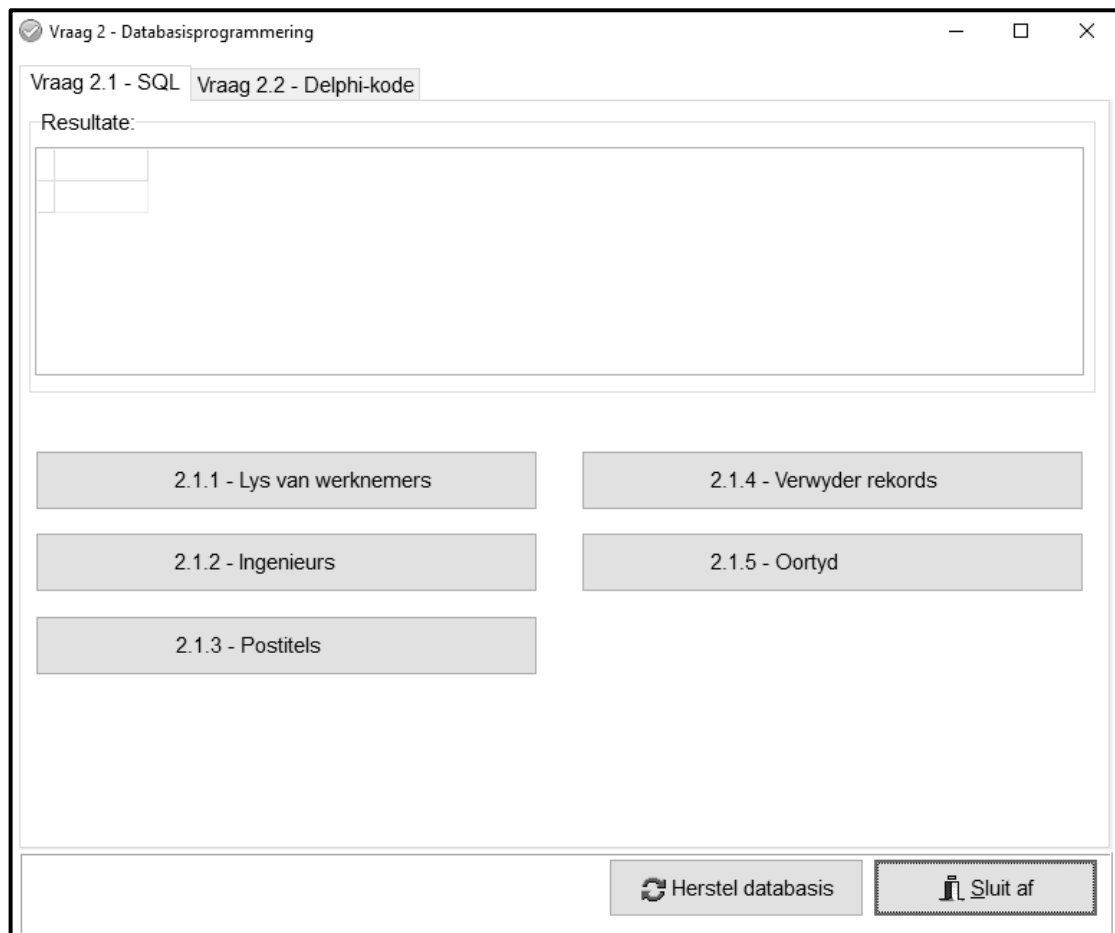 Vraag 2 - Databasisprogrammering
Vraag 2.1 - SQL Vraag 2.2 - Delphi-kode
Resultate:
2.1.1 - Lys van werknemers
2.1.4 - Verwyder rekords
2.1.2 - Ingenieurs
2.1.5 - Oortyd
2.1.3 - Postitels
Herstel databasis
Sluit af